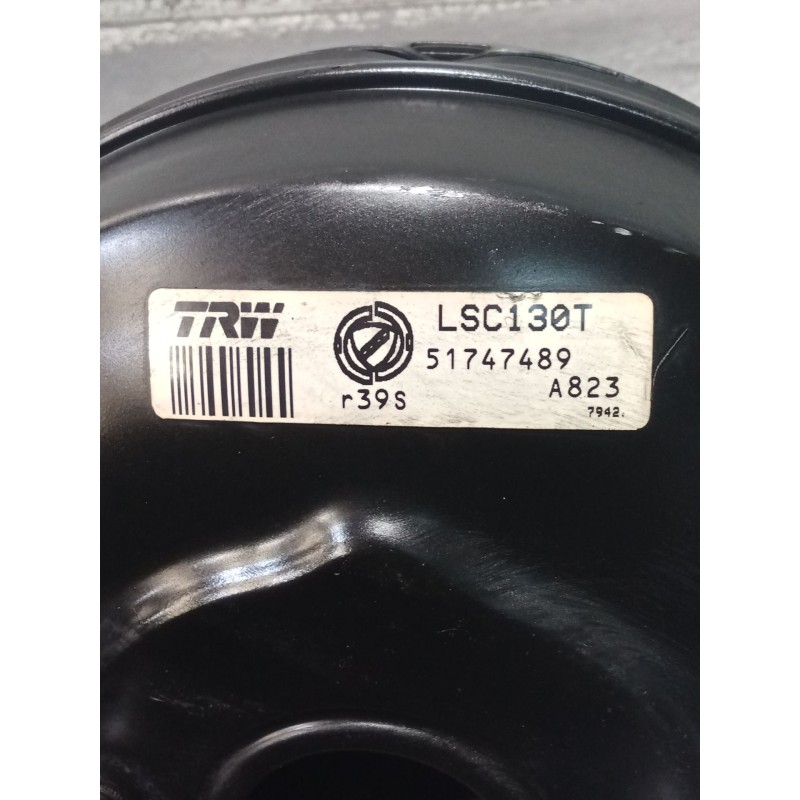 TRW
LSC130T
51747489
r39S
A823
7942.